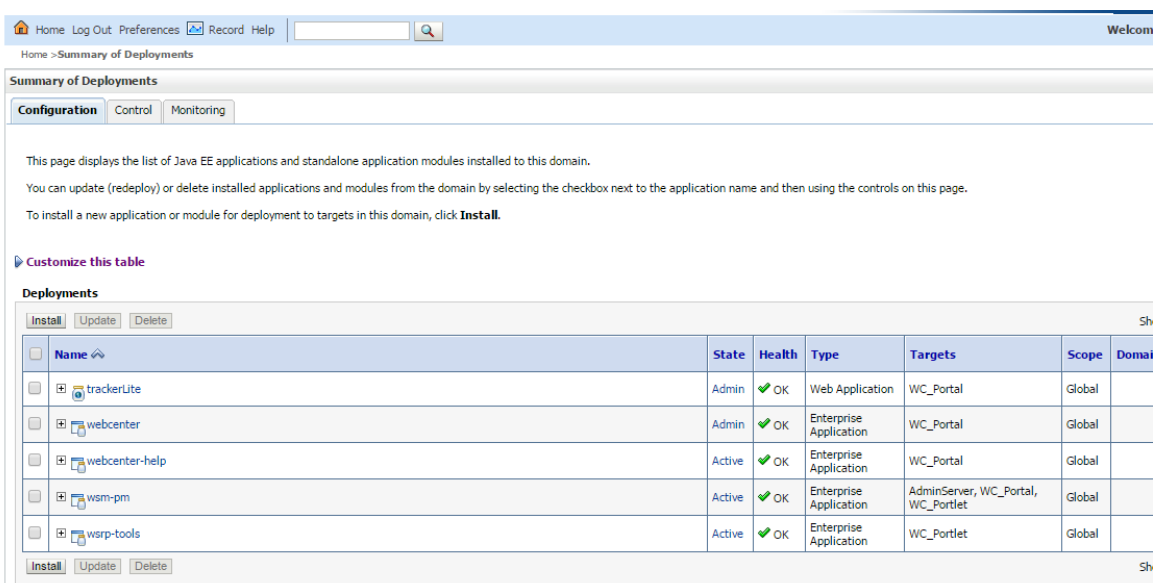 Home Log Out Preferences Record Help
Welcom
Home >Summary of Deployments
Summary of Deployments
Configuration Control Monitoring
This page displays the list of Java EE applications and standalone application modules installed to this domain.
You can update (redeploy) or delete installed applications and modules from the domain by selecting the checkbox next to the application name and then using the controls on this page.
To install a new application or module for deployment to targets in this domain, click Install.
Customize this table
Deployments
Install Update Delete Sh
Name State Health Type Targets Scope Domai
trackerLite Admin OK Web Application WC_Portal Global
webcenter Admin OK Enterprise Application WC_Portal Global
webcenter-help Active OK Enterprise Application WC_Portal Global
wsm-pm Active OK Enterprise Application AdminServer, WC_Portal, WC_Portlet Global
wsrp-tools Active OK Enterprise Application WC_Portlet Global
Install Update Delete Sh